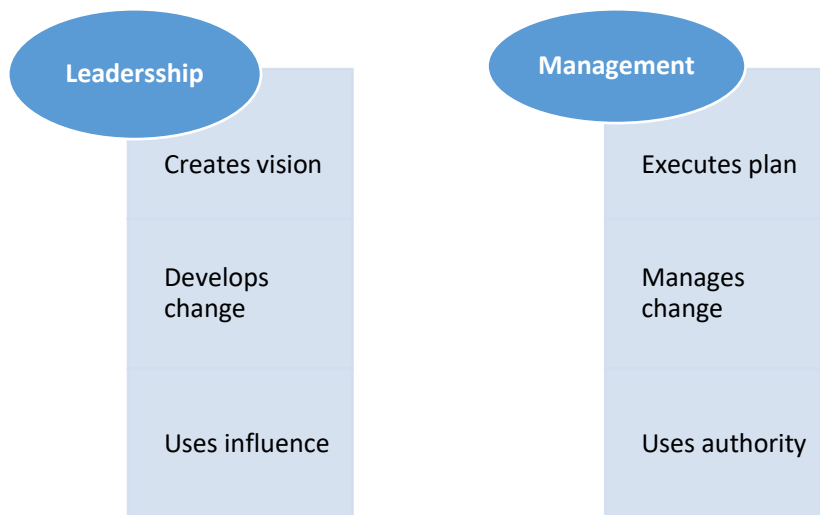 Leadersship
Creates vision
Develops
change
Uses influence
Management
Executes plan
Manages
change
Uses authority